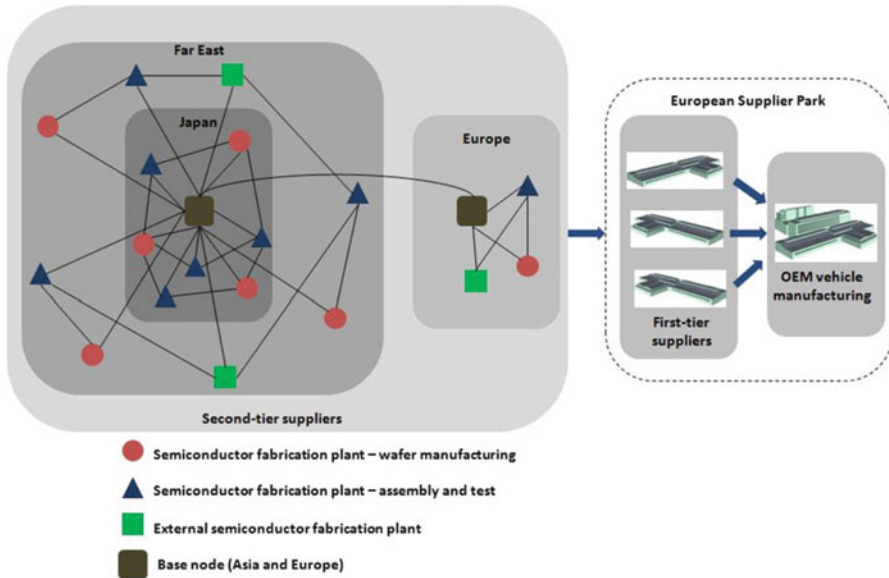 Far East
Japan
Europe
Second-tier suppliers
European Supplier Park
First-tier
suppliers
OEM vehicle
manufacturing
Semiconductor fabrication plant – wafer manufacturing
Semiconductor fabrication plant – assembly and test
External semiconductor fabrication plant
Base node (Asia and Europe)